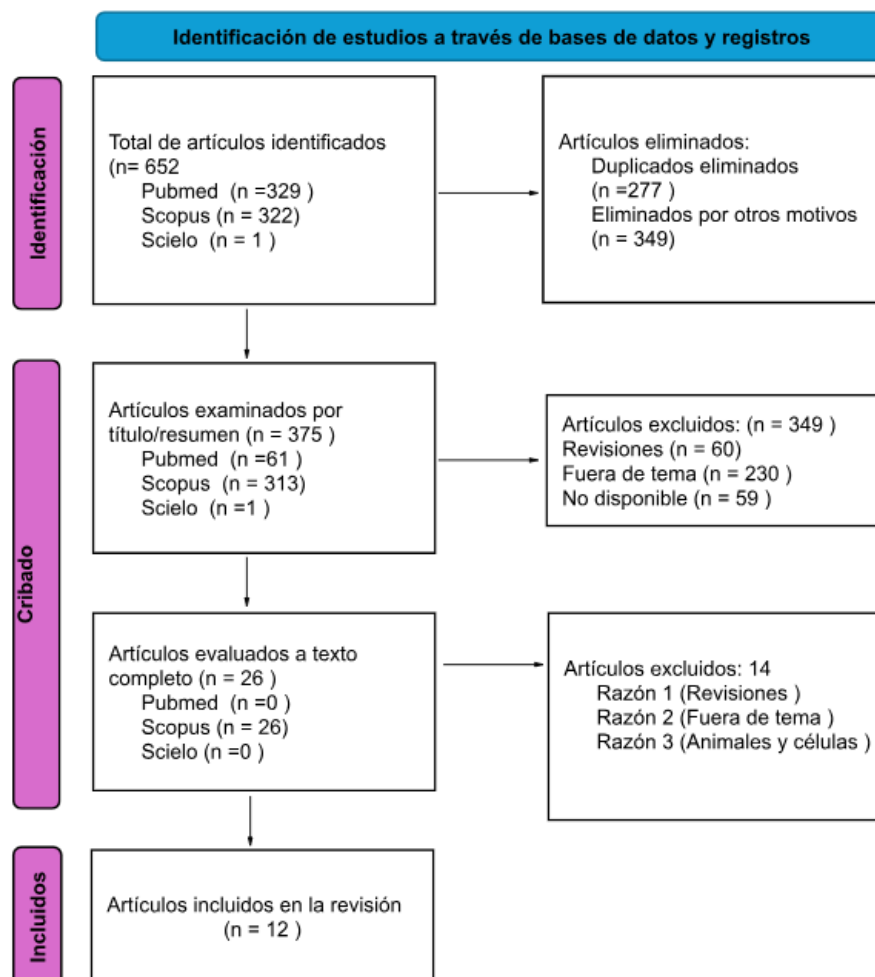 Identificación de estudios a través de bases de datos y registros
Identificación
Total de artículos identificados
(n= 652
Pubmed (n =329 )
Scopus (n = 322)
Scielo (n = 1 )
Artículos eliminados:
Duplicados eliminados
(n =277 )
Eliminados por otros motivos
(n = 349)
Cribado
Artículos examinados por
título/resumen (n = 375 )
Pubmed (n =61 )
Scopus (n = 313)
Scielo (n =1 )
Artículos excluidos: (n = 349 )
Revisiones (n = 60)
Fuera de tema (n = 230 )
No disponible (n = 59 )
Artículos evaluados a texto
completo (n = 26 )
Pubmed (n =0 )
Scopus (n = 26)
Scielo (n =0 )
Artículos excluidos: 14
Razón 1 (Revisiones )
Razón 2 (Fuera de tema )
Razón 3 (Animales y células )
Incluidos
Artículos incluidos en la revisión
(n = 12 )